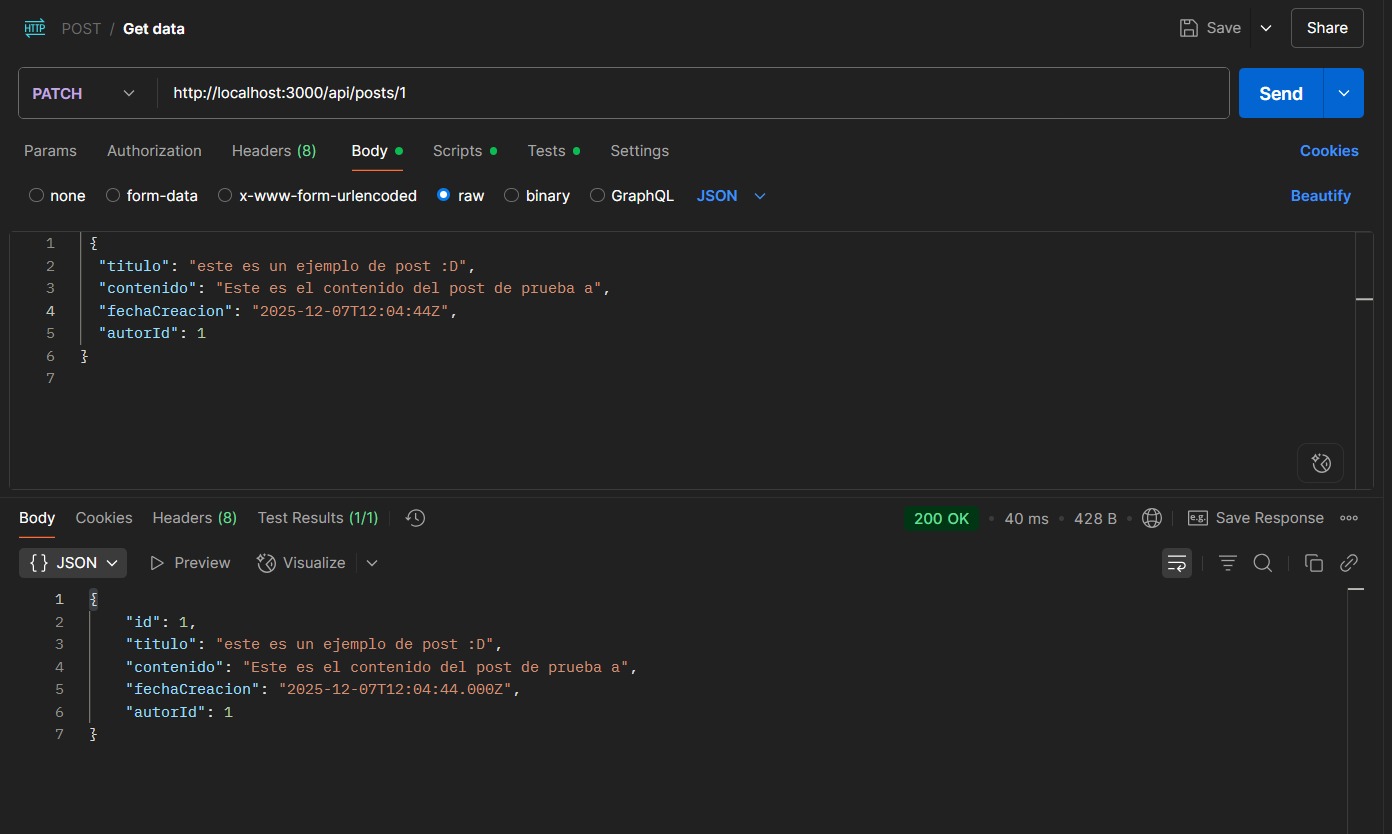 HTTP POST / Get data Save Share
PATCH http://localhost:3000/api/posts/1 Send
Params Authorization Headers (8) Body Scripts Tests Settings Cookies
none form-data x-www-form-urlencoded raw binary GraphQL JSON Beautify
1 {
2 "titulo": "este es un ejemplo de post :D",
3 "contenido": "Este es el contenido del post de prueba a",
4 "fechaCreacion": "2025-12-07T12:04:44Z",
5 "autorId": 1
6 }
7
Body Cookies Headers (8) Test Results (1/1) 200 OK • 40 ms • 428 B • e.g. Save Response
{} JSON Preview Visualize
1 {
2 "id": 1,
3 "titulo": "este es un ejemplo de post :D",
4 "contenido": "Este es el contenido del post de prueba a",
5 "fechaCreacion": "2025-12-07T12:04:44.000Z",
6 "autorId": 1
7 }